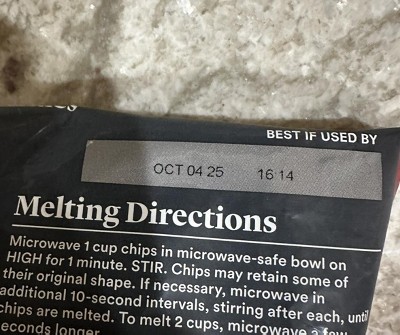 BEST IF USED BY
OCT 04 25 16 14
Melting Directions
Microwave 1 cup chips in microwave-safe bowl on
HIGH for 1 minute. STIR. Chips may retain some of
their original shape. If necessary, microwave in
additional 10-second intervals, stirring after each, until
chips are melted. To melt 2 cups, microwave a few
seconds longer.